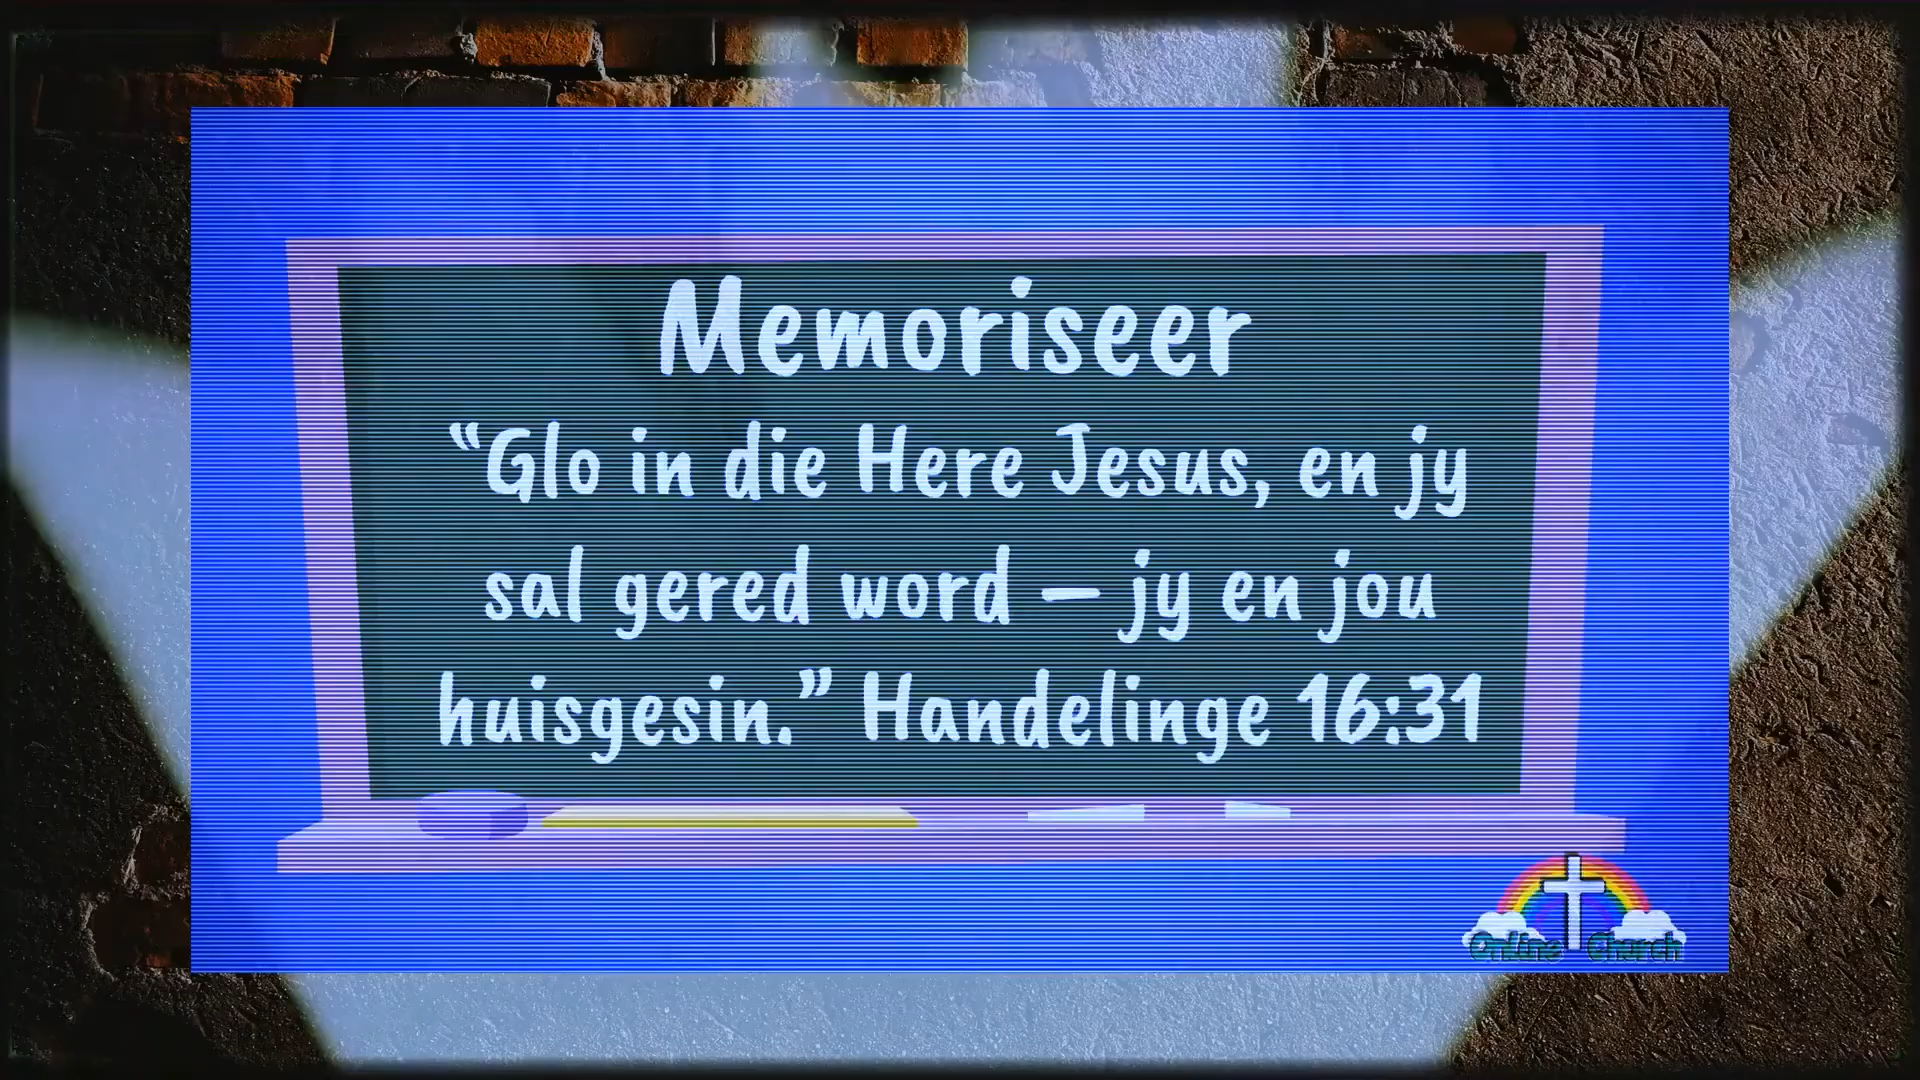 Memoriseer
“Glo in die Here Jesus, en jy
sal gered word – jy en jou
huisgesin.” Handelinge 16:31
OnLine Church